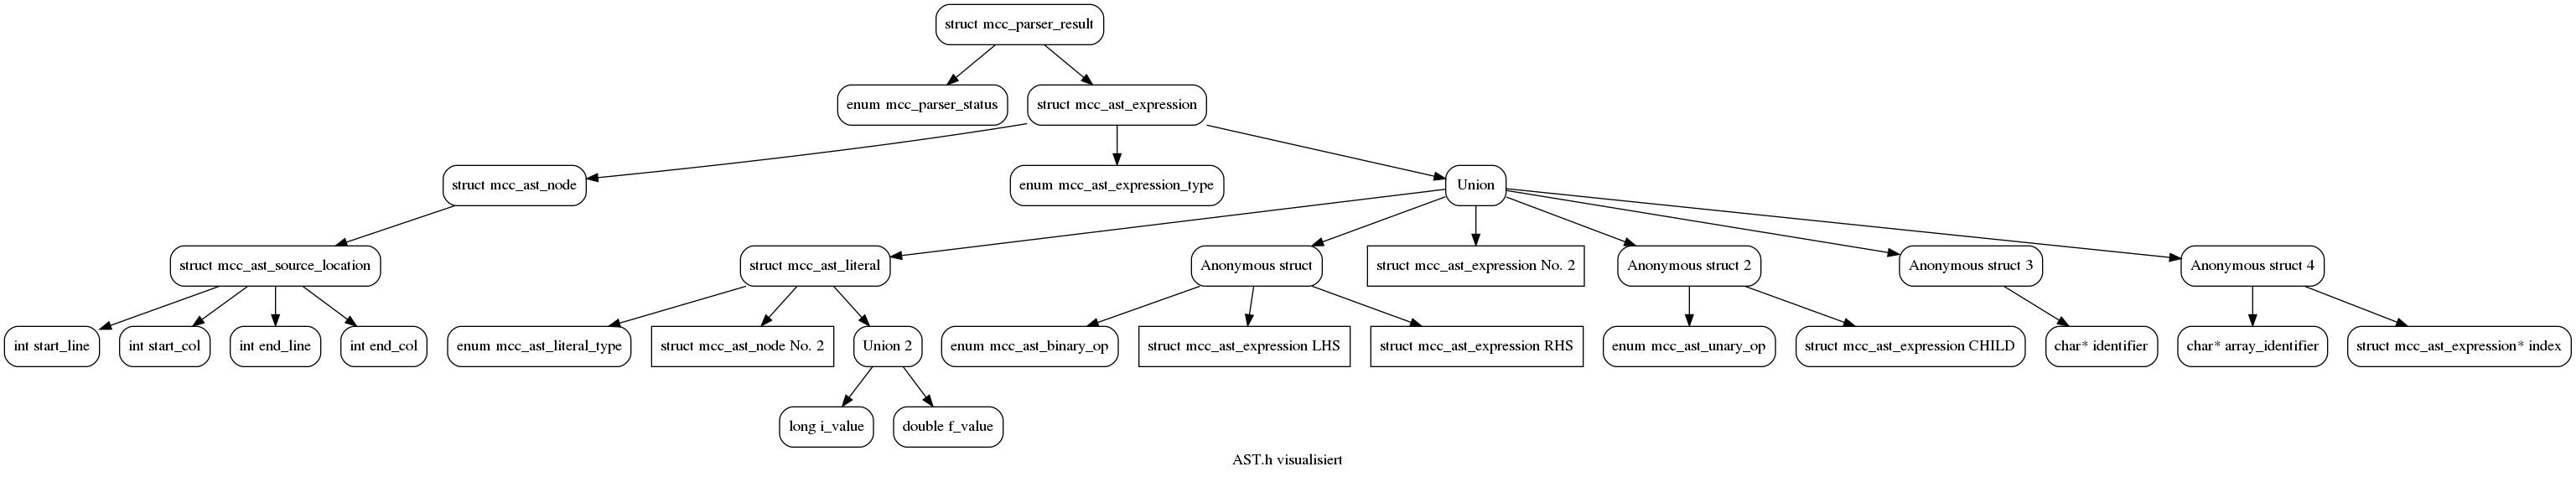 struct mcc_parser_result
enum mcc_parser_status
struct mcc_ast_expression
struct mcc_ast_node
enum mcc_ast_expression_type
Union
struct mcc_ast_source_location
struct mcc_ast_literal
Anonymous struct
struct mcc_ast_expression No. 2
Anonymous struct 2
Anonymous struct 3
Anonymous struct 4
int start_line
int start_col
int end_line
int end_col
enum mcc_ast_literal_type
struct mcc_ast_node No. 2
Union 2
enum mcc_ast_binary_op
struct mcc_ast_expression LHS
struct mcc_ast_expression RHS
enum mcc_ast_unary_op
struct mcc_ast_expression CHILD
char* identifier
char* array_identifier
struct mcc_ast_expression* index
long i_value
double f_value
AST.h visualisiert